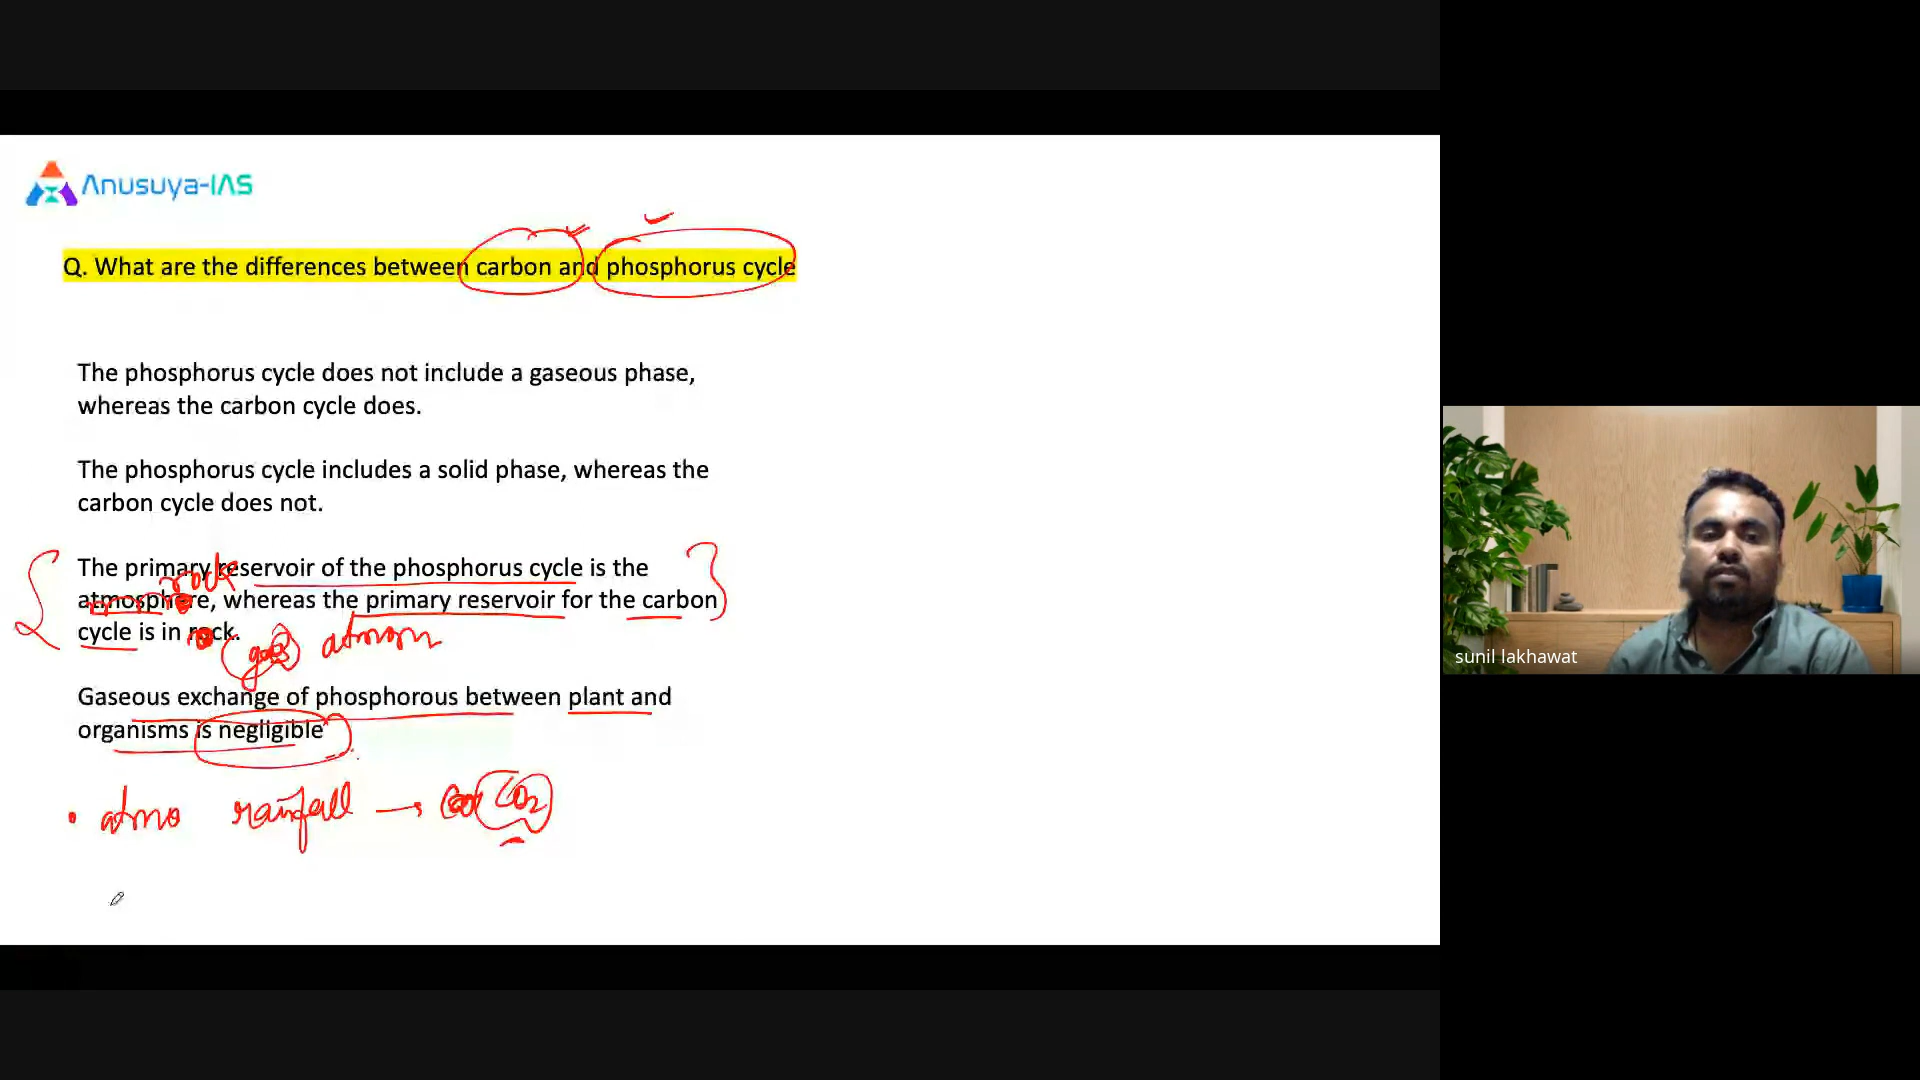 Anusuya-IAS
Q. What are the differences between carbon and phosphorus cycle
The phosphorus cycle does not include a gaseous phase,
whereas the carbon cycle does.
The phosphorus cycle includes a solid phase, whereas the
carbon cycle does not.
The primary reservoir of the phosphorus cycle is the
rock
atmosphere, whereas the primary reservoir for the carbon
cycle is in rock.
Gaseous exchange of phosphorous between plant and
organisms is negligible
atmo rainfall → CO2
sunil lakhawat